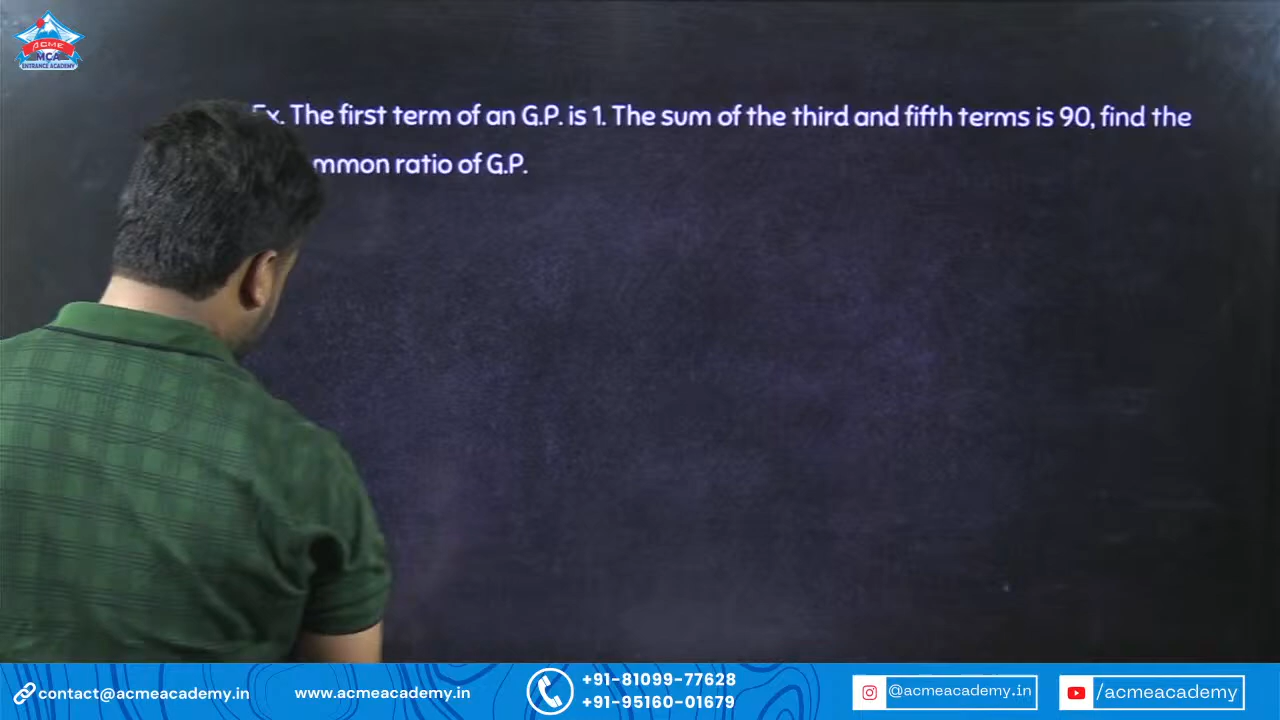 ACME
MCA
ENTRANCE ACADEMY
Ex. The first term of an G.P. is 1. The sum of the third and fifth terms is 90, find the
mmon ratio of G.P.
contact@acmeacademy.in
www.acmeacademy.in
+91-81099-77628
+91-95160-01679
@acmeacademy.in
/acmeacademy